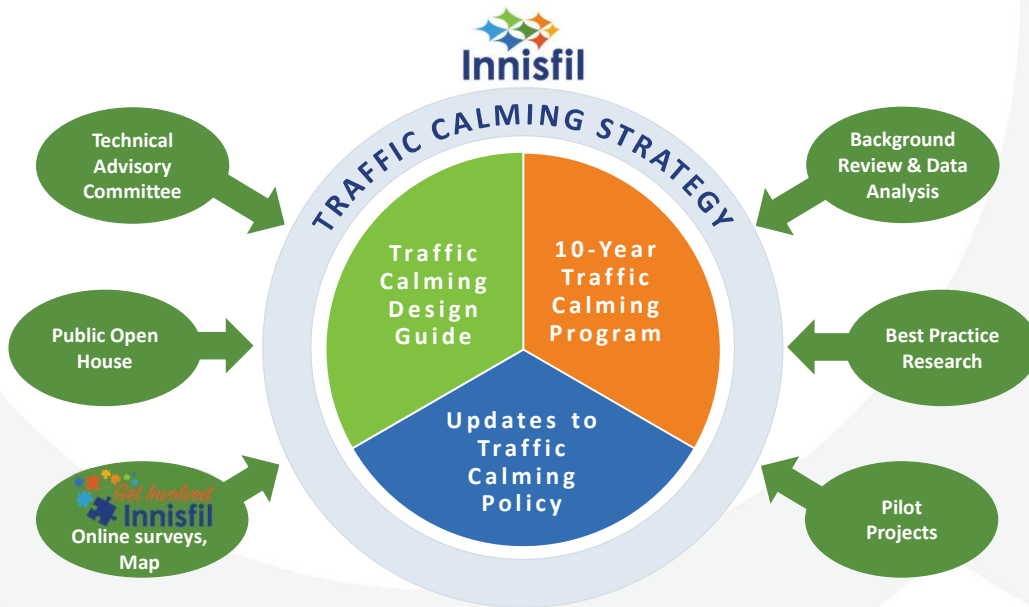 Innisfil
TRAFFIC CALMING STRATEGY
Technical
Advisory
Committee
Background
Review & Data
Analysis
Traffic
Calming
Design
Guide
10-Year
Traffic
Calming
Program
Public Open
House
Best Practice
Research
Updates to
Traffic
Calming
Policy
Get Involved
Innisfil
Online surveys,
Map
Pilot
Projects